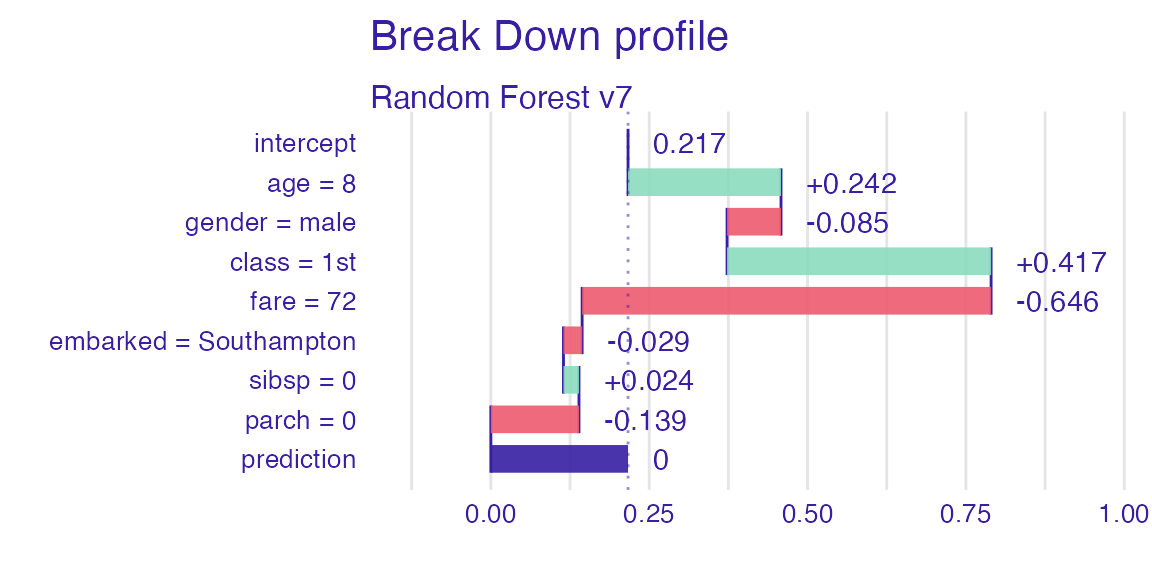 Break Down profile
Random Forest v7
intercept 0.217
age = 8 +0.242
gender = male -0.085
class = 1st +0.417
fare = 72 -0.646
embarked = Southampton -0.029
sibsp = 0 +0.024
parch = 0 -0.139
prediction 0
0.00 0.25 0.50 0.75 1.00